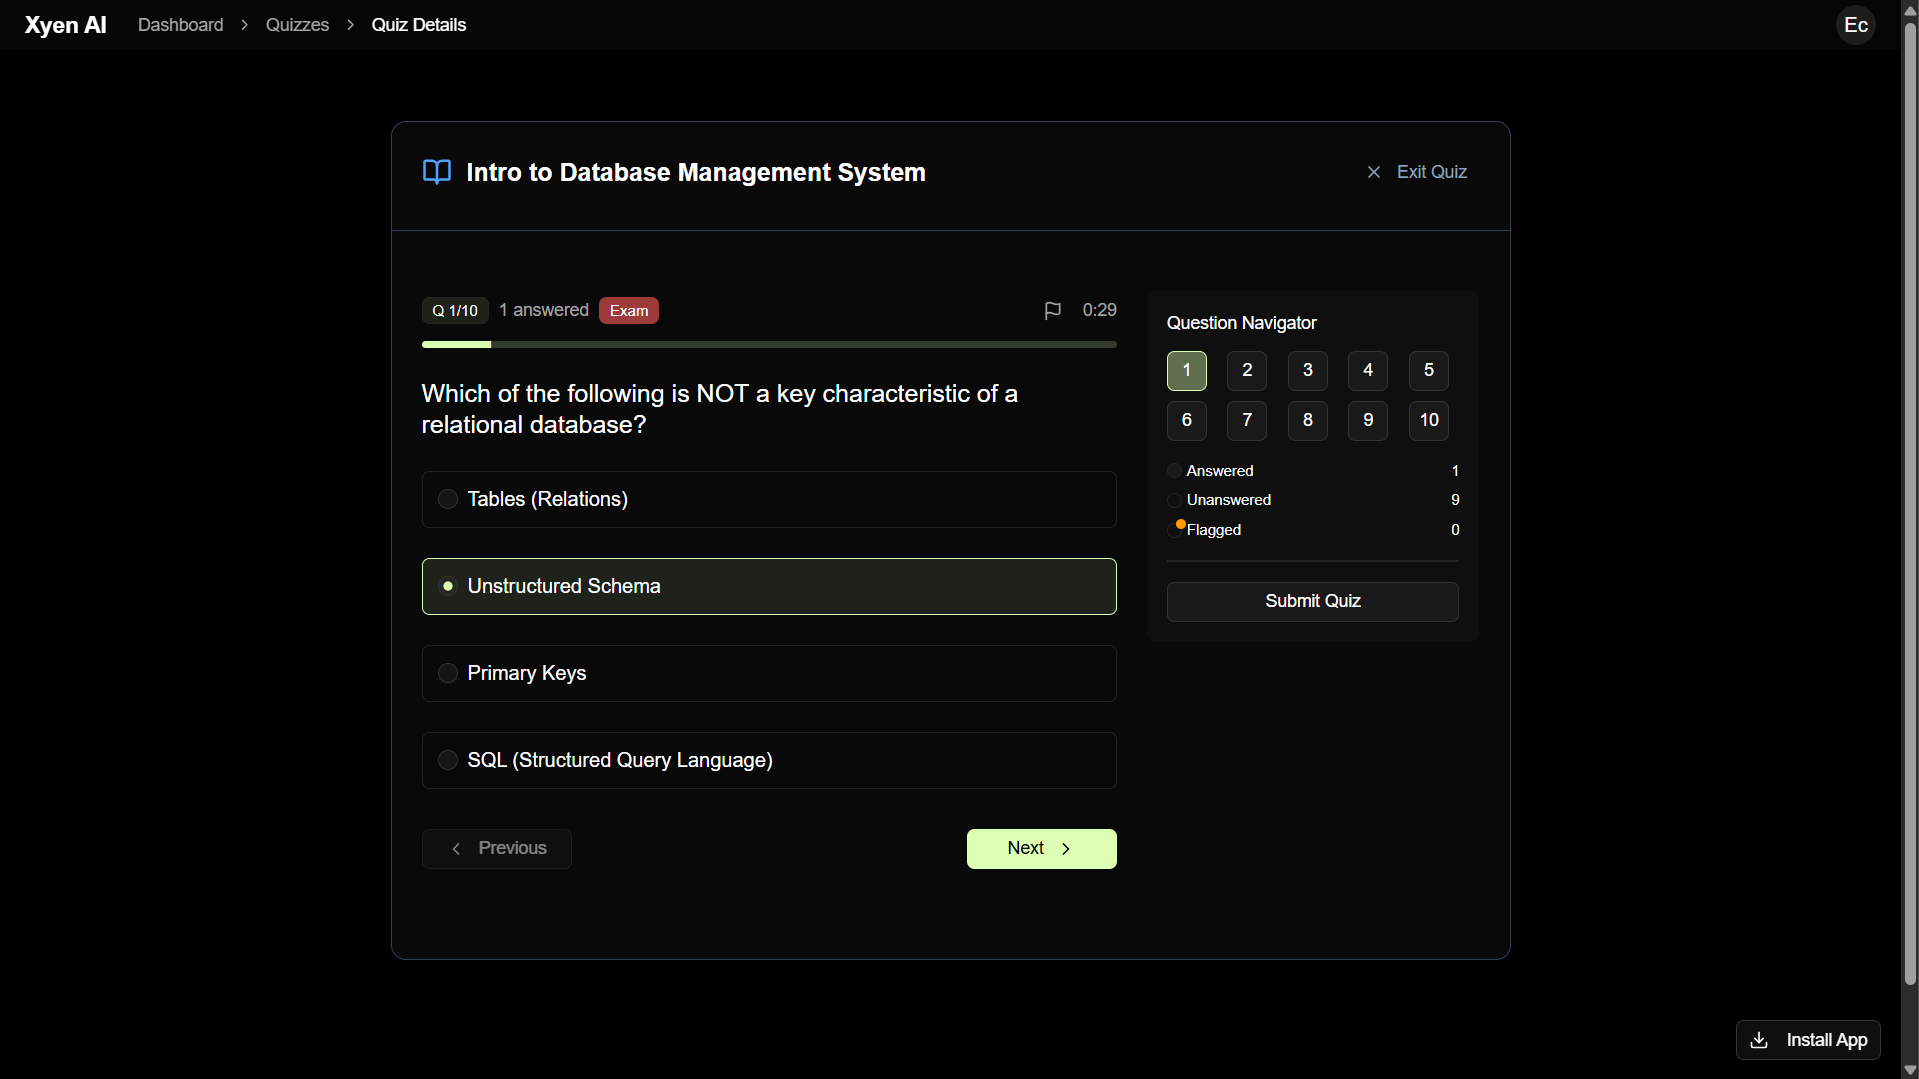 Xyen AI
Dashboard > Quizzes > Quiz Details
Ec
Intro to Database Management System
Exit Quiz
Q 1/10
1 answered
Exam
0:29
Which of the following is NOT a key characteristic of a
relational database?
Tables (Relations)
Unstructured Schema
Primary Keys
SQL (Structured Query Language)
Previous
Next
Question Navigator
1 2 3 4 5
6 7 8 9 10
Answered 1
Unanswered 9
Flagged 0
Submit Quiz
Install App